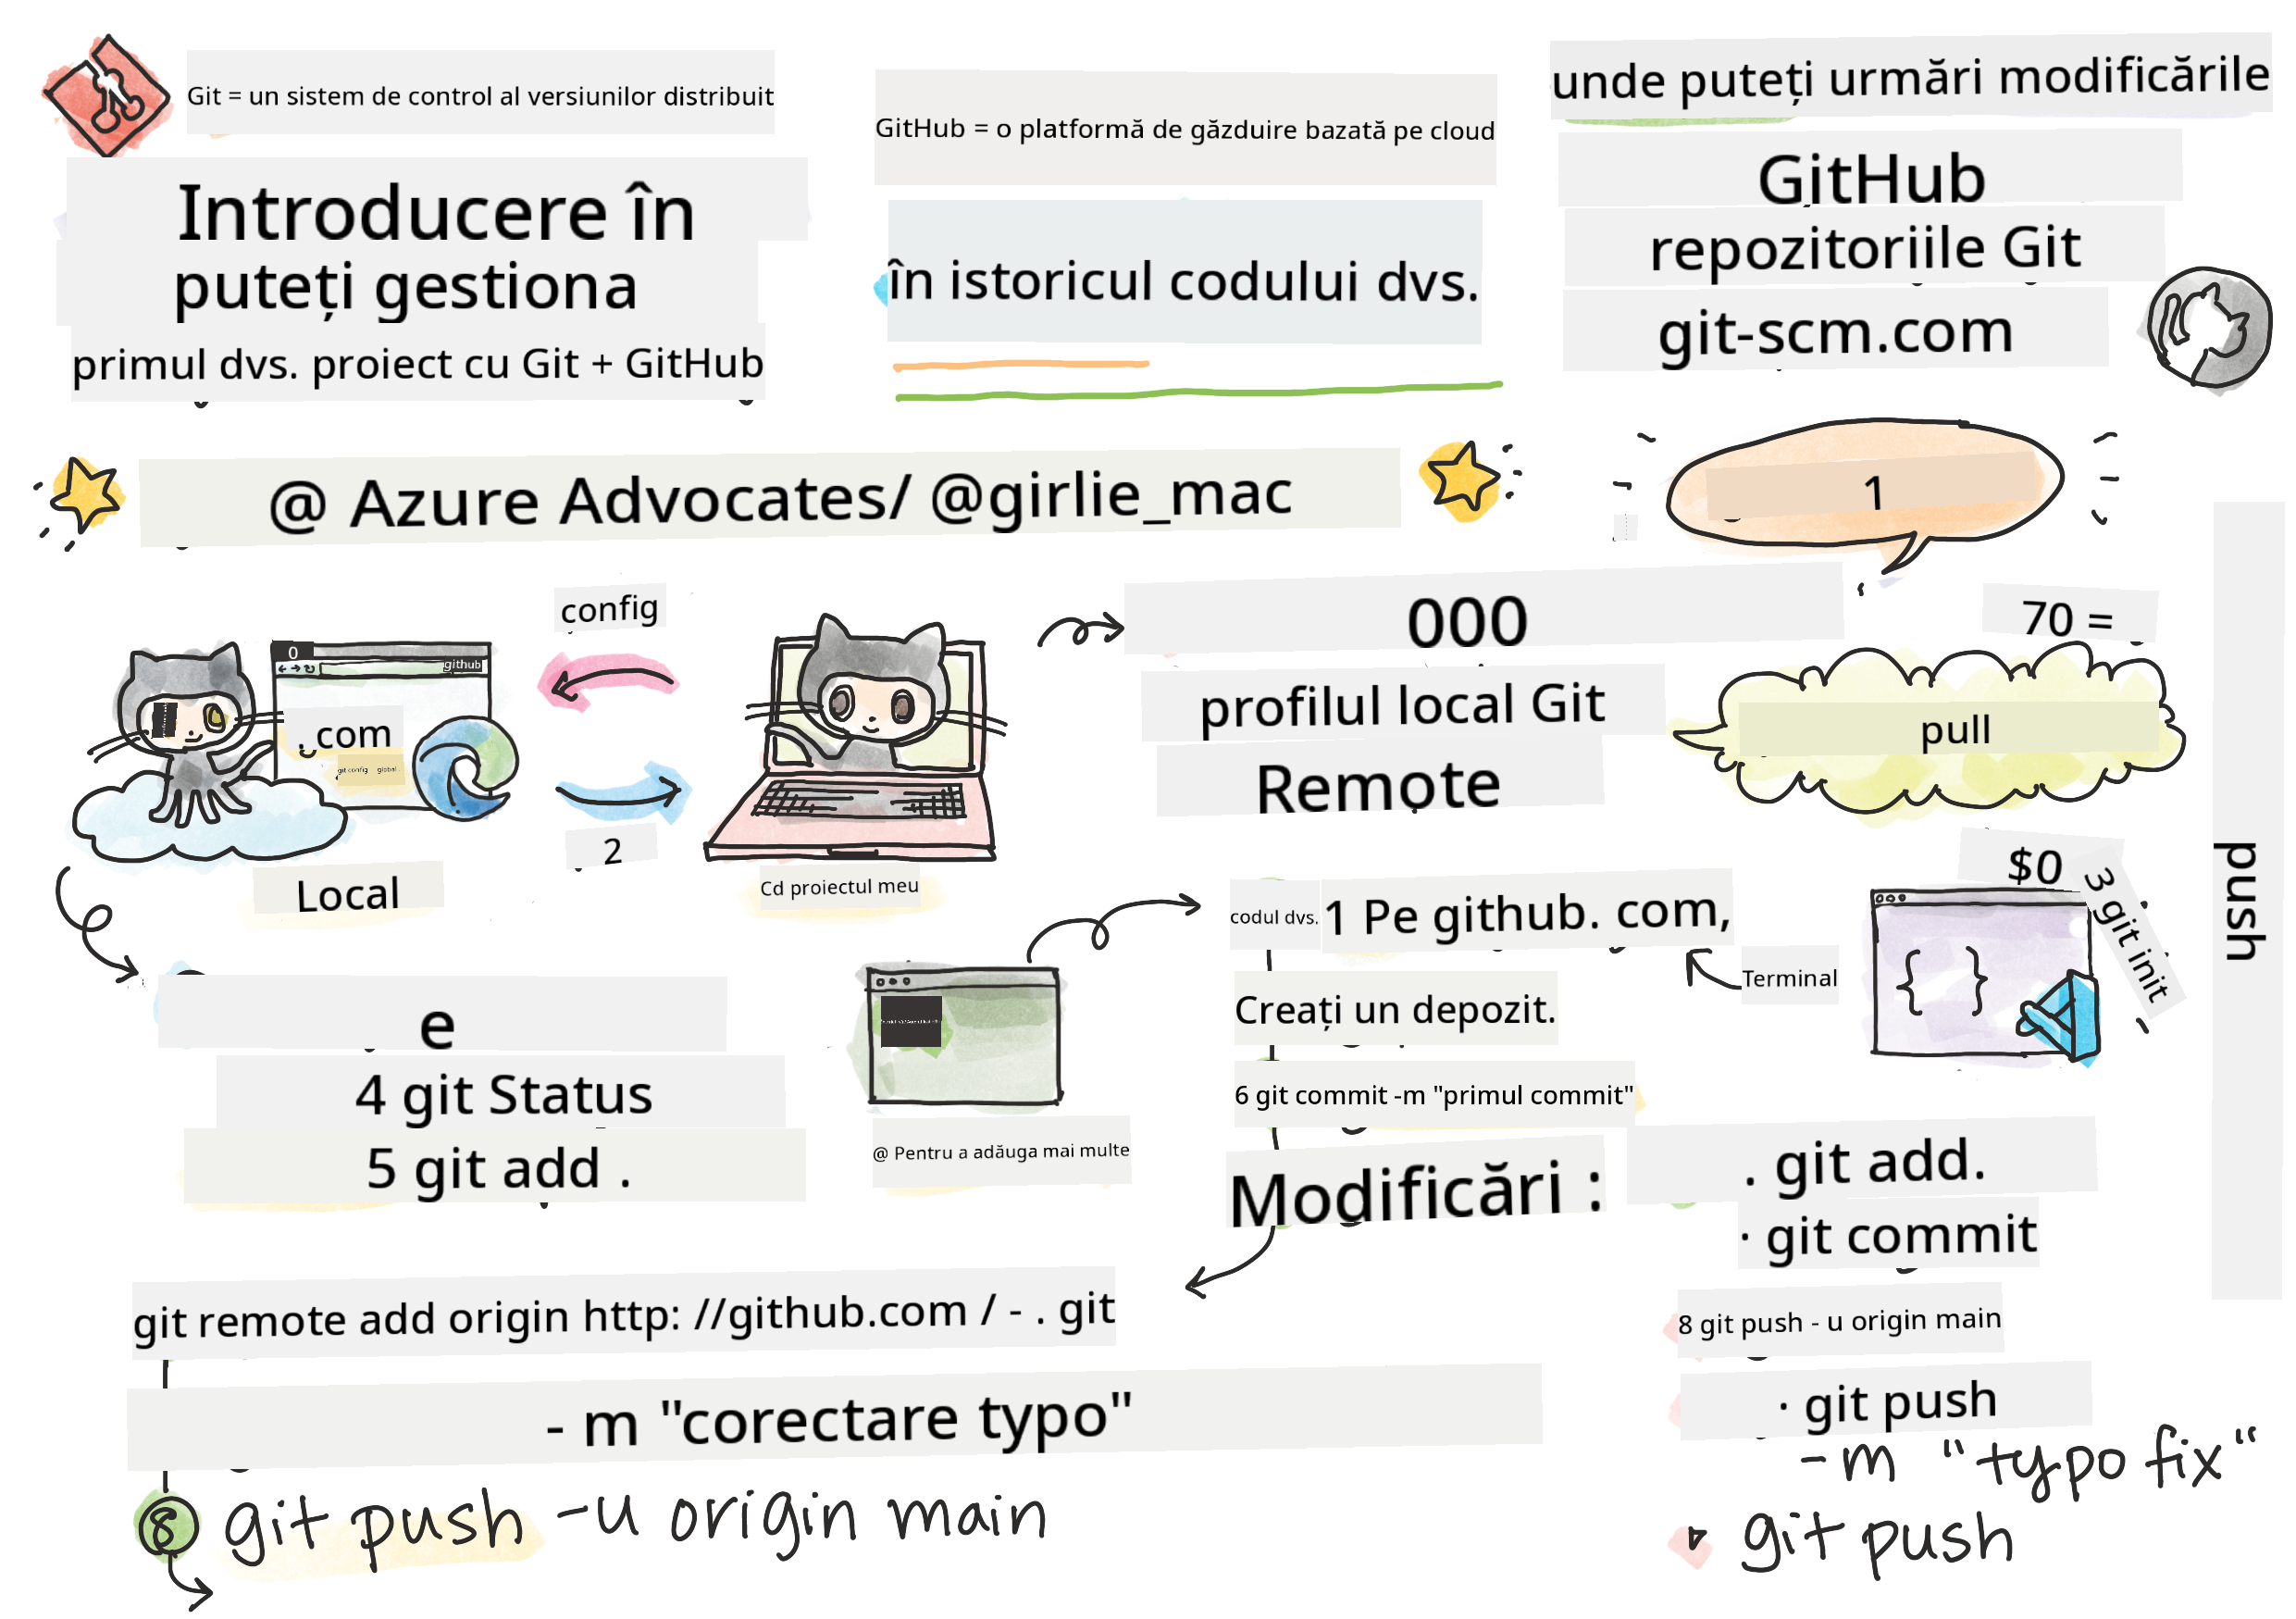 Git = un sistem de control al versiunilor distribuit
Introducere în
puteți gestiona
primul dvs. proiect cu Git + GitHub
GitHub = o platformă de găzduire bazată pe cloud
în istoricul codului dvs.
unde puteți urmări modificările
GitHub
repozitoriile Git
git-scm.com
@ Azure Advocates/ @girlie_mac
1
config
0
github
. com
git config global
2
Local
Cd proiectul meu
000
profilul local Git
Remote
70 =
pull
$0
3 git init
push
codul dvs.
1 Pe github. com,
Creați un depozit.
Terminal
6 git commit -m "primul commit"
Modificări :
e
4 git Status
5 git add .
@ Pentru a adăuga mai multe
. git add.
· git commit
8 git push - u origin main
· git push
-m "typo fix"
git push
git remote add origin http: //github.com / - . git
- m "corectare typo"
8 git push -u origin main